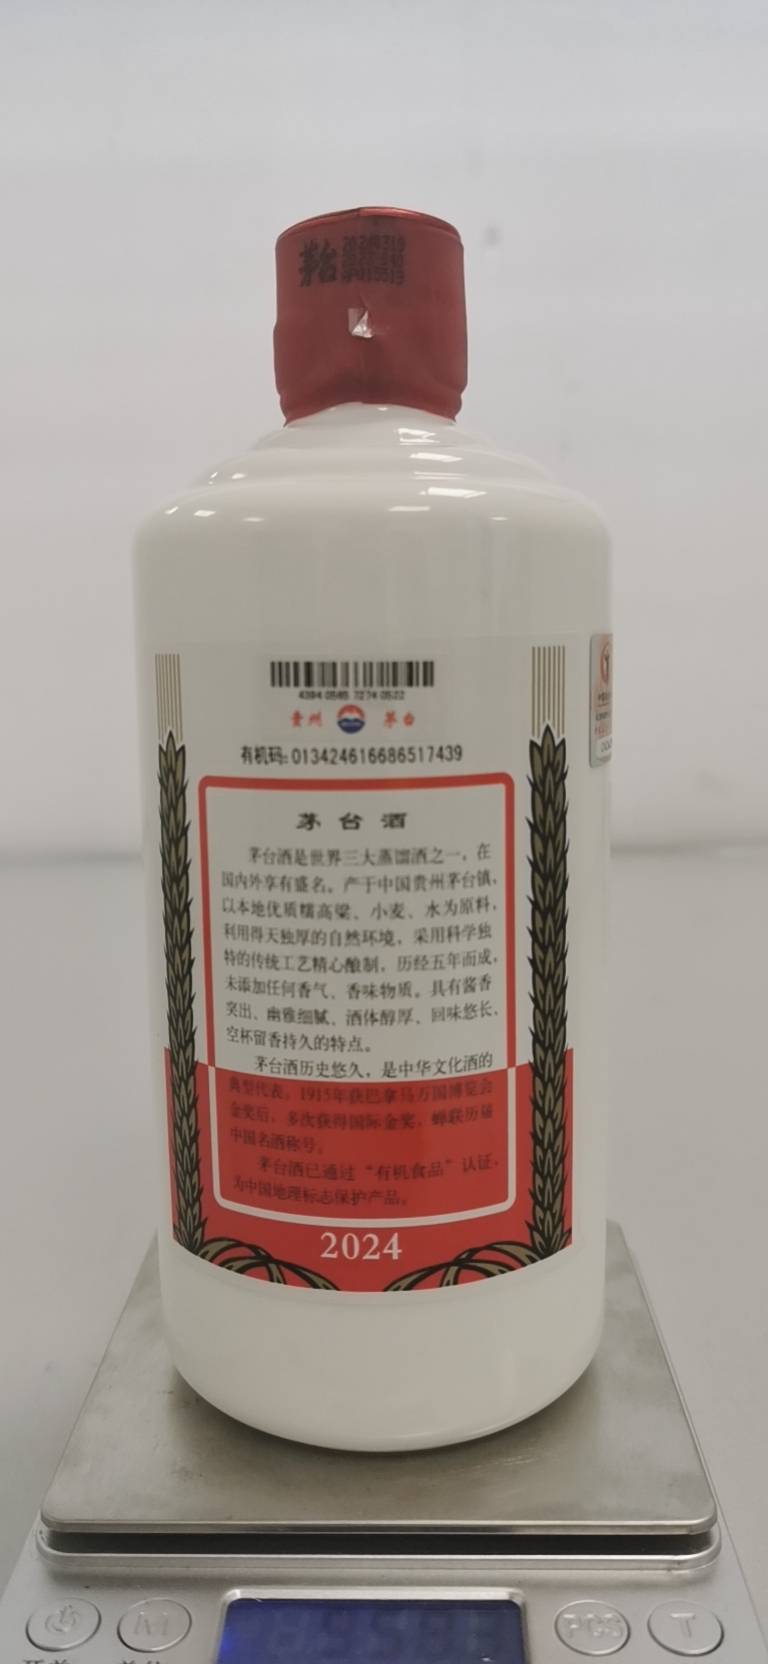 茅台
4394 0585 7274 0522
贵州 茅台
有机码:013424616686517439
茅台酒
茅台酒是世界三大蒸馏酒之一，在
国内外享有盛名。产于中国贵州茅台镇，
以本地优质糯高粱、小麦、水为原料，
利用得天独厚的自然环境，采用科学独
特的传统工艺精心酿制，历经五年而成，
未添加任何香气、香味物质。具有酱香
突出、幽雅细腻、酒体醇厚、回味悠长、
空杯留香持久的特点。
茅台酒历史悠久，是中华文化酒的
典型代表，1915年获巴拿马万国博览会
金奖后，多次获得国际金奖，蝉联历届
中国名酒称号。
茅台酒已通过“有机食品”认证，
为中国地理标志保护产品。
2024
M
PCS
T